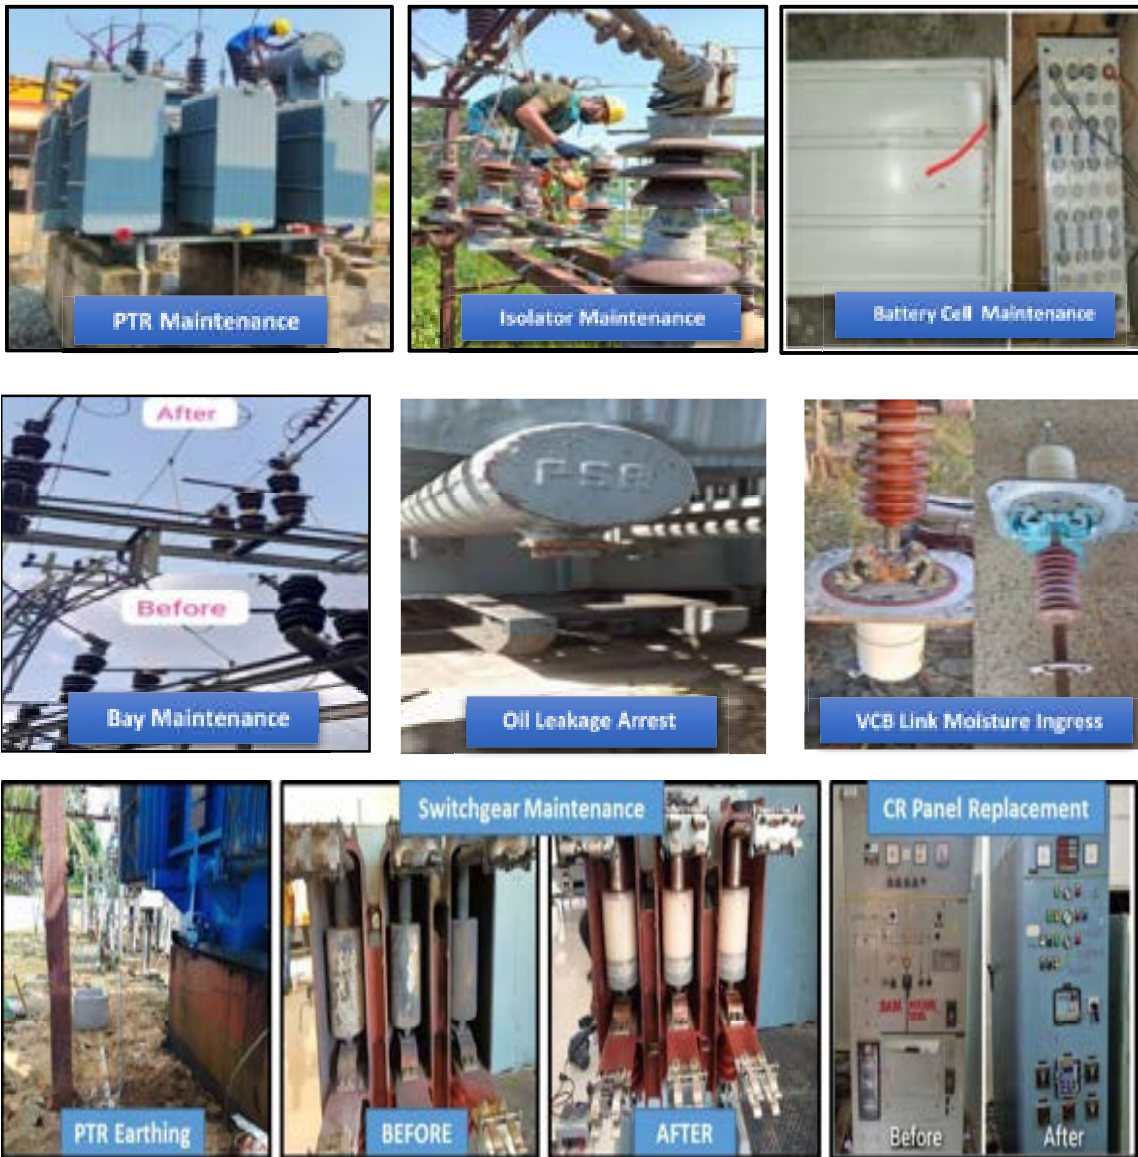 PTR Maintenance
Isolator Maintenance
Battery Cell Maintenance
After
Before
Bay Maintenance
PSR
Oil Leakage Arrest
VCB Link Moisture Ingress
PTR Earthing
Switchgear Maintenance
BEFORE
AFTER
CR Panel Replacement
Before
After